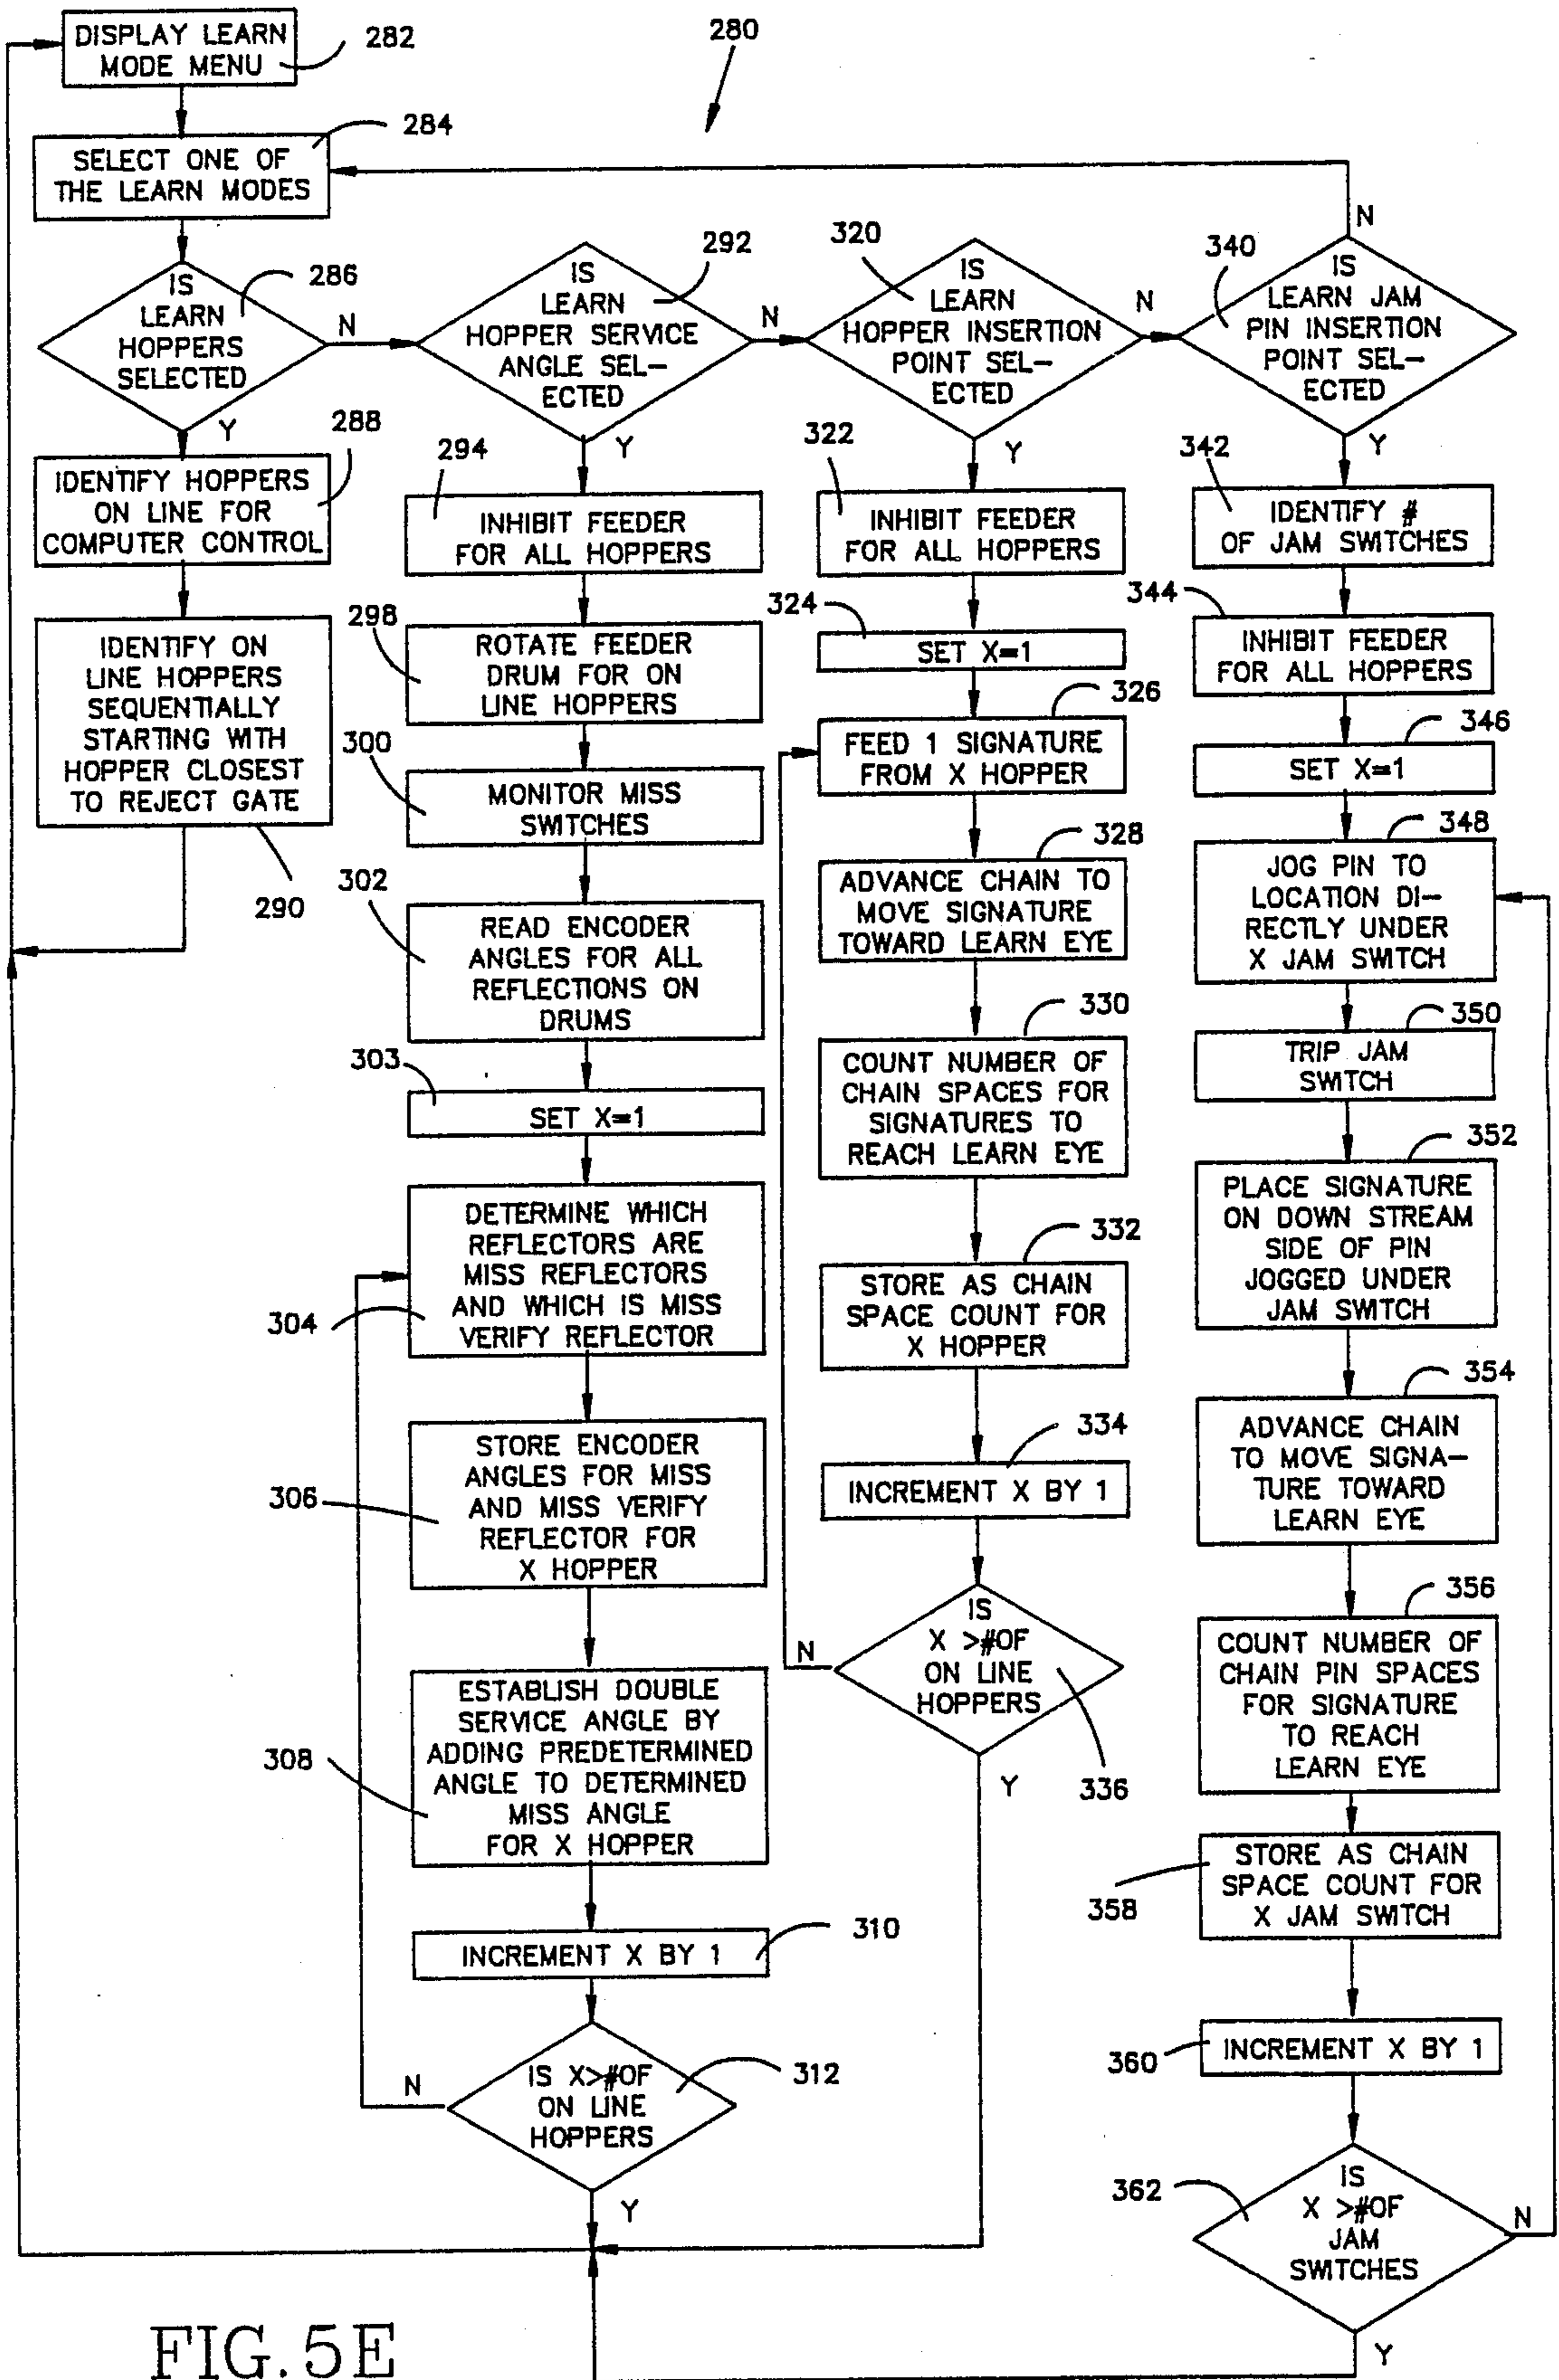 DISPLAY LEARN
MODE MENU
282
280
SELECT ONE OF
THE LEARN MODES
284
IS
LEARN
HOPPERS
SELECTED
286
N
Y
IDENTIFY HOPPERS
ON LINE FOR
COMPUTER CONTROL
288
IDENTIFY ON
LINE HOPPERS
SEQUENTIALLY
STARTING WITH
HOPPER CLOSEST
TO REJECT GATE
290
IS
LEARN
HOPPER SERVICE
ANGLE SEL-
ECTED
292
N
Y
294
INHIBIT FEEDER
FOR ALL HOPPERS
298
ROTATE FEEDER
DRUM FOR ON
LINE HOPPERS
300
MONITOR MISS
SWITCHES
302
READ ENCODER
ANGLES FOR ALL
REFLECTIONS ON
DRUMS
303
SET X=1
DETERMINE WHICH
REFLECTORS ARE
MISS REFLECTORS
AND WHICH IS MISS
VERIFY REFLECTOR
304
STORE ENCODER
ANGLES FOR MISS
AND MISS VERIFY
REFLECTOR FOR
X HOPPER
306
ESTABLISH DOUBLE
SERVICE ANGLE BY
ADDING PREDETERMINED
ANGLE TO DETERMINED
MISS ANGLE
FOR X HOPPER
308
INCREMENT X BY 1
310
IS X>#OF
ON LINE
HOPPERS
312
N
Y
320
IS
LEARN
HOPPER INSERTION
POINT SEL-
ECTED
N
Y
322
INHIBIT FEEDER
FOR ALL HOPPERS
324
SET X=1
326
FEED 1 SIGNATURE
FROM X HOPPER
328
ADVANCE CHAIN TO
MOVE SIGNATURE
TOWARD LEARN EYE
330
COUNT NUMBER OF
CHAIN SPACES FOR
SIGNATURES TO
REACH LEARN EYE
332
STORE AS CHAIN
SPACE COUNT FOR
X HOPPER
334
INCREMENT X BY 1
IS
X >#OF
ON LINE
HOPPERS
336
N
Y
N
340
IS
LEARN JAM
PIN INSERTION
POINT SEL-
ECTED
Y
342
IDENTIFY #
OF JAM SWITCHES
344
INHIBIT FEEDER
FOR ALL HOPPERS
346
SET X=1
348
JOG PIN TO
LOCATION DI-
RECTLY UNDER
X JAM SWITCH
350
TRIP JAM
SWITCH
352
PLACE SIGNATURE
ON DOWN STREAM
SIDE OF PIN
JOGGED UNDER
JAM SWITCH
354
ADVANCE CHAIN
TO MOVE SIGNA-
TURE TOWARD
LEARN EYE
356
COUNT NUMBER OF
CHAIN PIN SPACES
FOR SIGNATURE
TO REACH
LEARN EYE
STORE AS CHAIN
SPACE COUNT FOR
X JAM SWITCH
358
INCREMENT X BY 1
360
362
IS
X >#OF
JAM
SWITCHES
N
Y
FIG. 5E